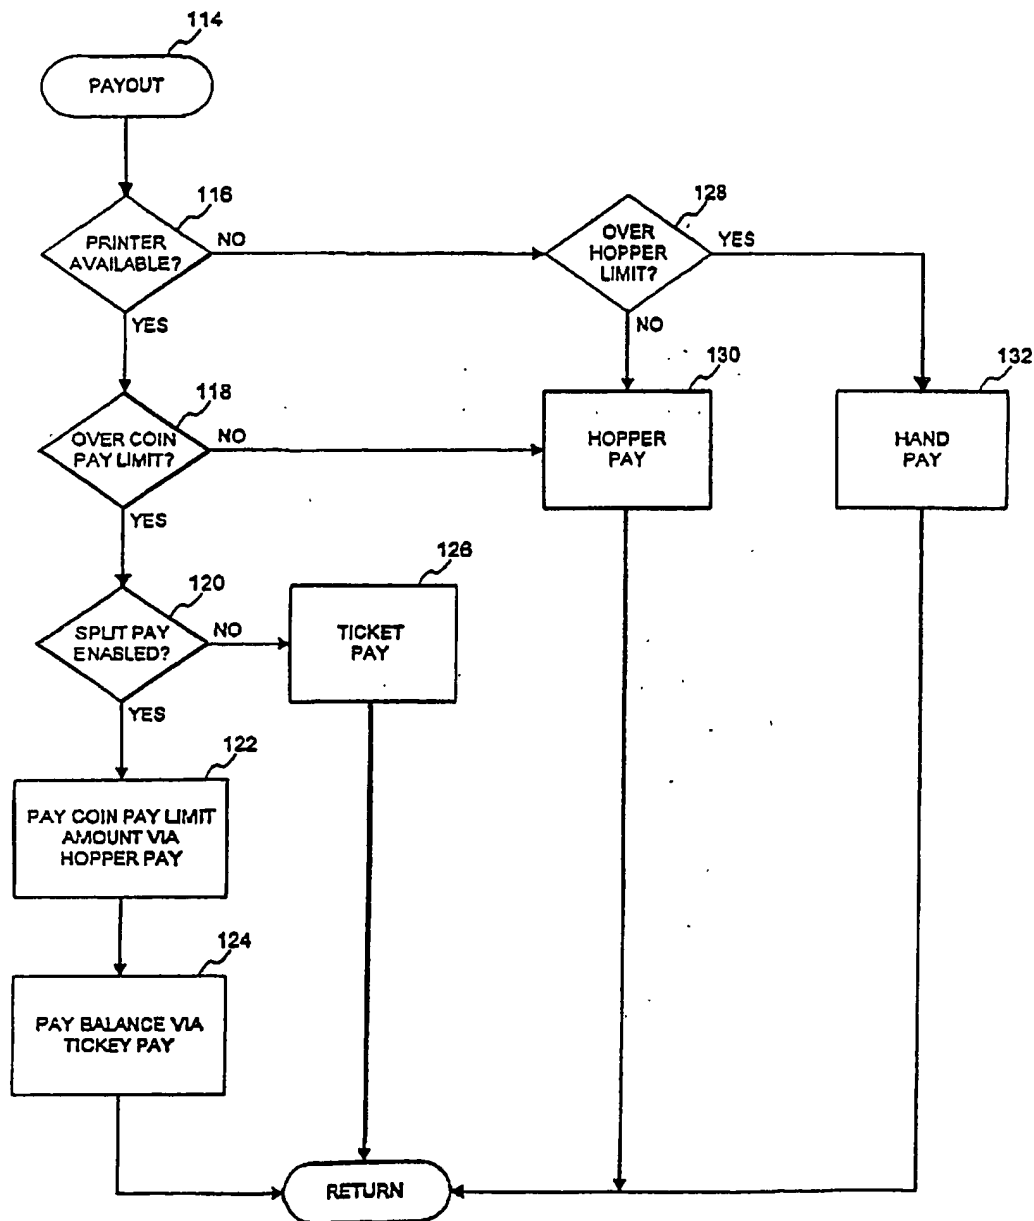 114
PAYOUT
116
PRINTER
AVAILABLE?
NO
YES
128
OVER
HOPPER
LIMIT?
YES
NO
118
OVER COIN
PAY LIMIT?
NO
YES
130
HOPPER
PAY
132
HAND
PAY
120
SPLIT PAY
ENABLED?
NO
YES
126
TICKET
PAY
122
PAY COIN PAY LIMIT
AMOUNT VIA
HOPPER PAY
124
PAY BALANCE VIA
TICKEY PAY
RETURN